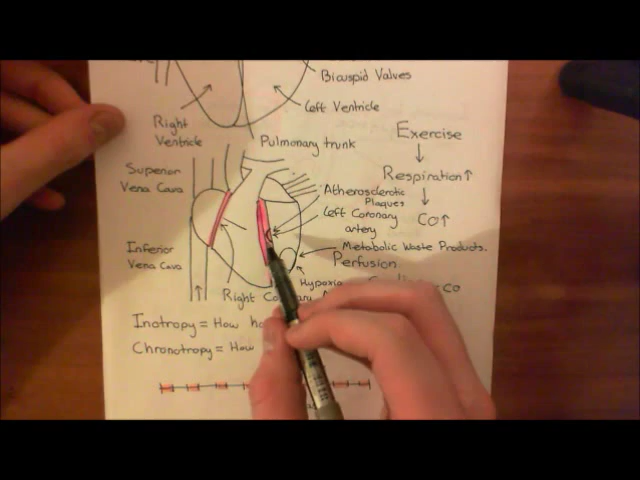 Bicuspid Valves
Left Ventricle
Right
Ventricle
Pulmonary trunk
Exercise
Respiration↑
CO↑
Superior
Vena Cava
Atherosclerotic
Plaques
Left Coronary
artery
Metabolic Waste Products.
Perfusion
Inferior
Vena Cava
Hypoxia
Right
CO
Inotropy = How
Chronotropy = How